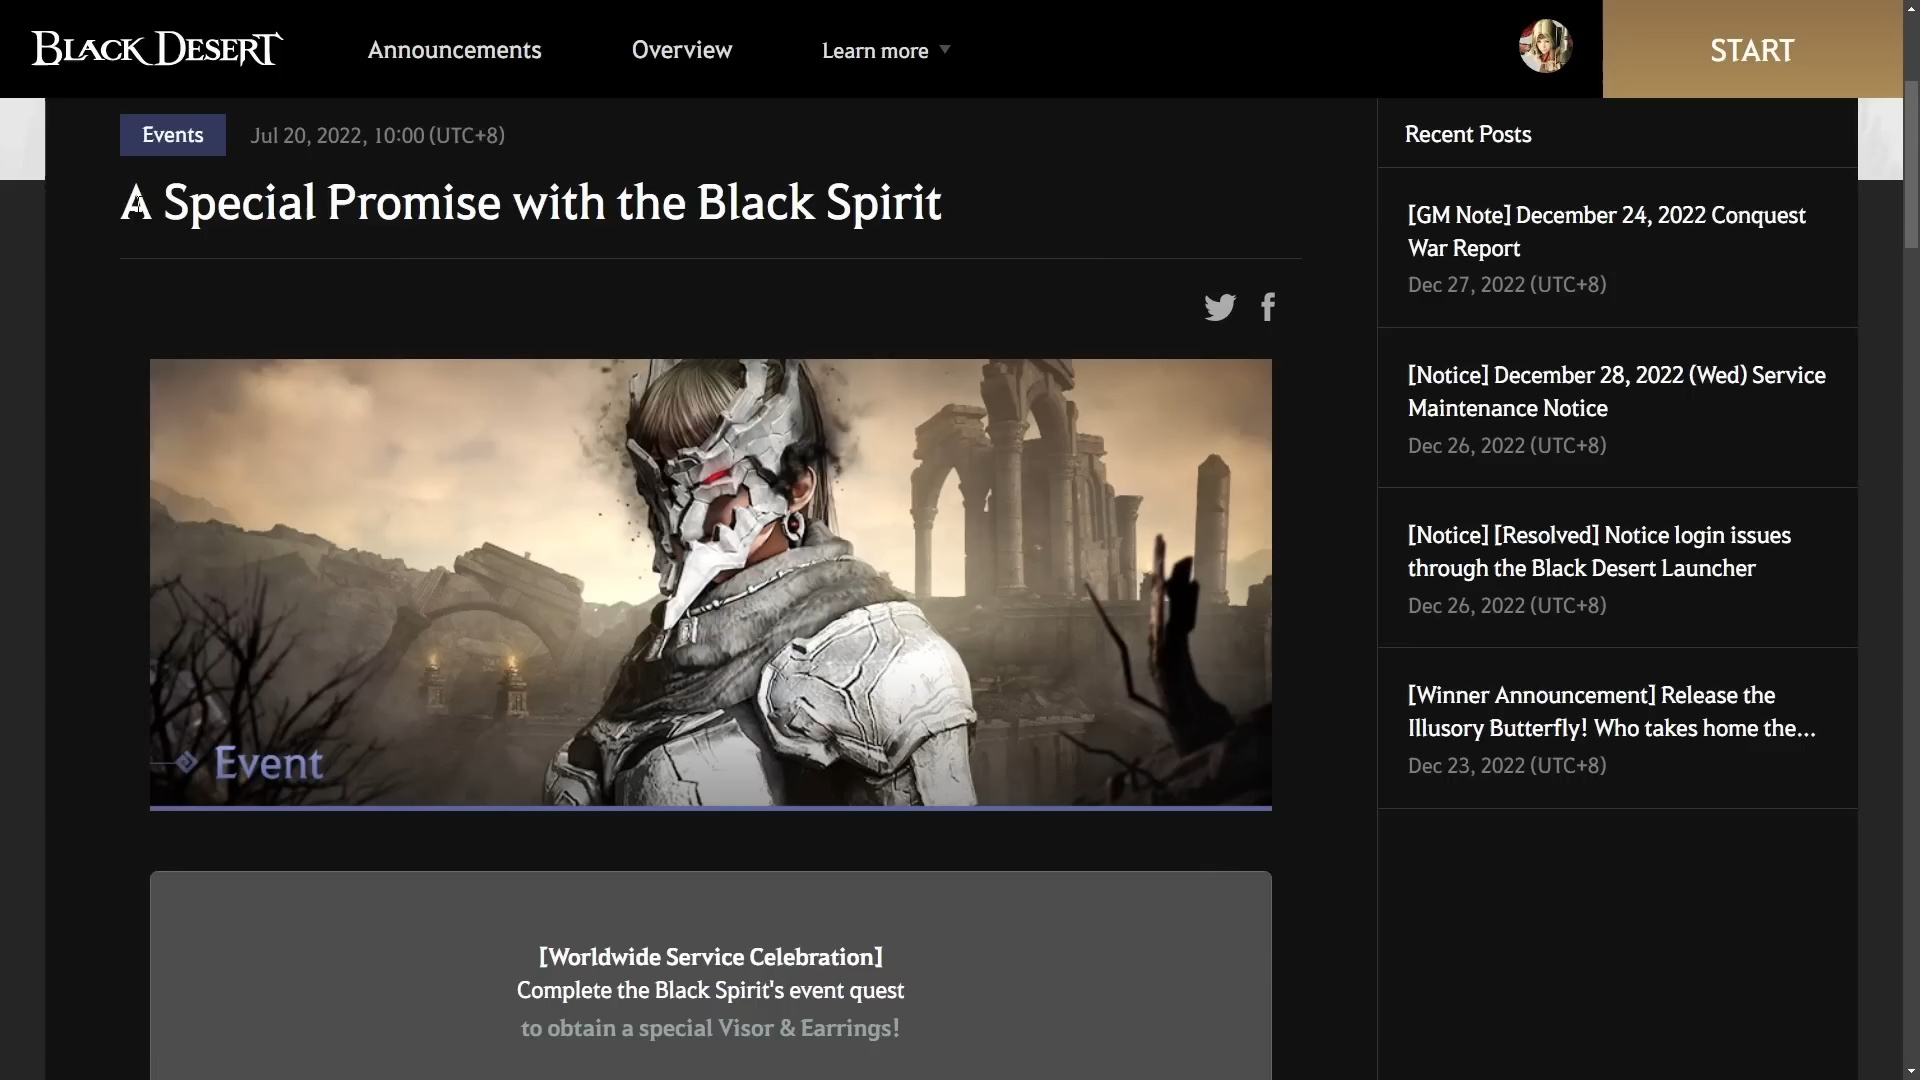 BLACK DESERT
Announcements
Overview
Learn more
START
Events
Jul 20, 2022, 10:00 (UTC+8)
A Special Promise with the Black Spirit
Event
[Worldwide Service Celebration]
Complete the Black Spirit's event quest
to obtain a special Visor & Earrings!
Recent Posts
[GM Note] December 24, 2022 Conquest
War Report
Dec 27, 2022 (UTC+8)
[Notice] December 28, 2022 (Wed) Service
Maintenance Notice
Dec 26, 2022 (UTC+8)
[Notice] [Resolved] Notice login issues
through the Black Desert Launcher
Dec 26, 2022 (UTC+8)
[Winner Announcement] Release the
Illusory Butterfly! Who takes home the...
Dec 23, 2022 (UTC+8)